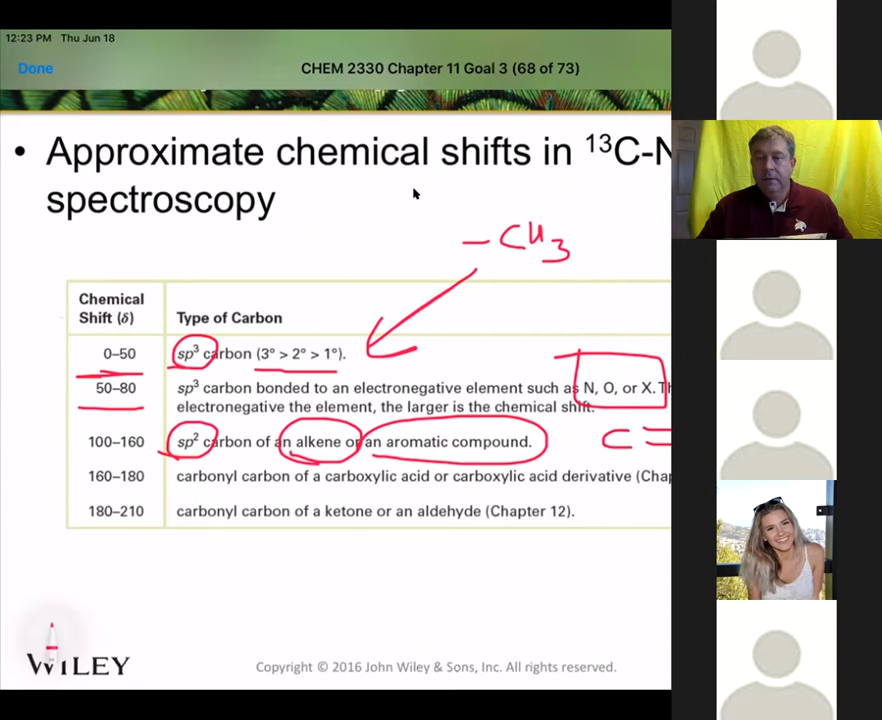 12:23 PM Thu Jun 18
Done
CHEM 2330 Chapter 11 Goal 3 (68 of 73)
• Approximate chemical shifts in ¹³C-N
spectroscopy
–CH₃
Chemical
Shift (δ)
Type of Carbon
0–50 sp³ carbon (3° > 2° > 1°).
50–80 sp³ carbon bonded to an electronegative element such as N, O, or X. Th
electronegative the element, the larger is the chemical shift.
100–160 sp² carbon of an alkene or an aromatic compound.
C=
160–180 carbonyl carbon of a carboxylic acid or carboxylic acid derivative (Chap
180–210 carbonyl carbon of a ketone or an aldehyde (Chapter 12).
WILEY
Copyright © 2016 John Wiley & Sons, Inc. All rights reserved.